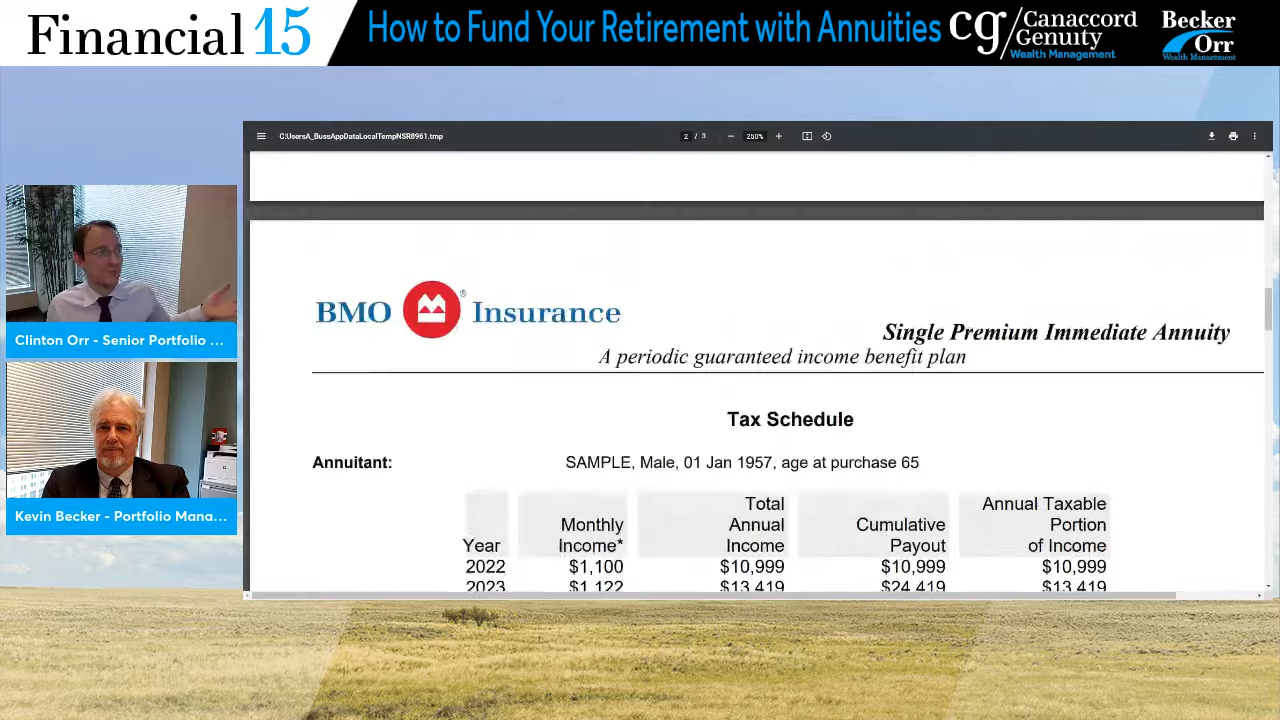 Financial 15
How to Fund Your Retirement with Annuities
cg/Canaccord
Genuity
Wealth Management
Becker
Orr
Wealth Management
C:UsersA_BussAppDataLocalTempNSR8961.tmp
2 / 3
250%
Clinton Orr - Senior Portfolio ...
Kevin Becker - Portfolio Mana...
BMO Insurance
®
Single Premium Immediate Annuity
A periodic guaranteed income benefit plan
Tax Schedule
Annuitant: SAMPLE, Male, 01 Jan 1957, age at purchase 65
Year Monthly Income* Total Annual Income Cumulative Payout Annual Taxable Portion of Income
2022 $1,100 $10,999 $10,999 $10,999
2023 $1,122 $13,419 $24,419 $13,419